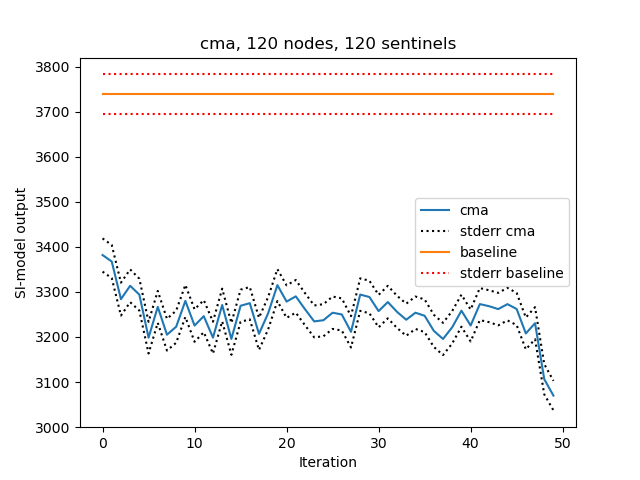 cma, 120 nodes, 120 sentinels
SI-model output
3800
3700
3600
3500
3400
3300
3200
3100
3000
cma
stderr cma
baseline
stderr baseline
0 10 20 30 40 50
Iteration